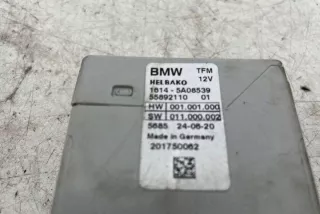 BMW TFM
HELBAKO 12V
1614 - 5A08539
55892110 01
HW 001.001.000
SW 011.000.002
5685 24-06-20
Made in Germany
201750062